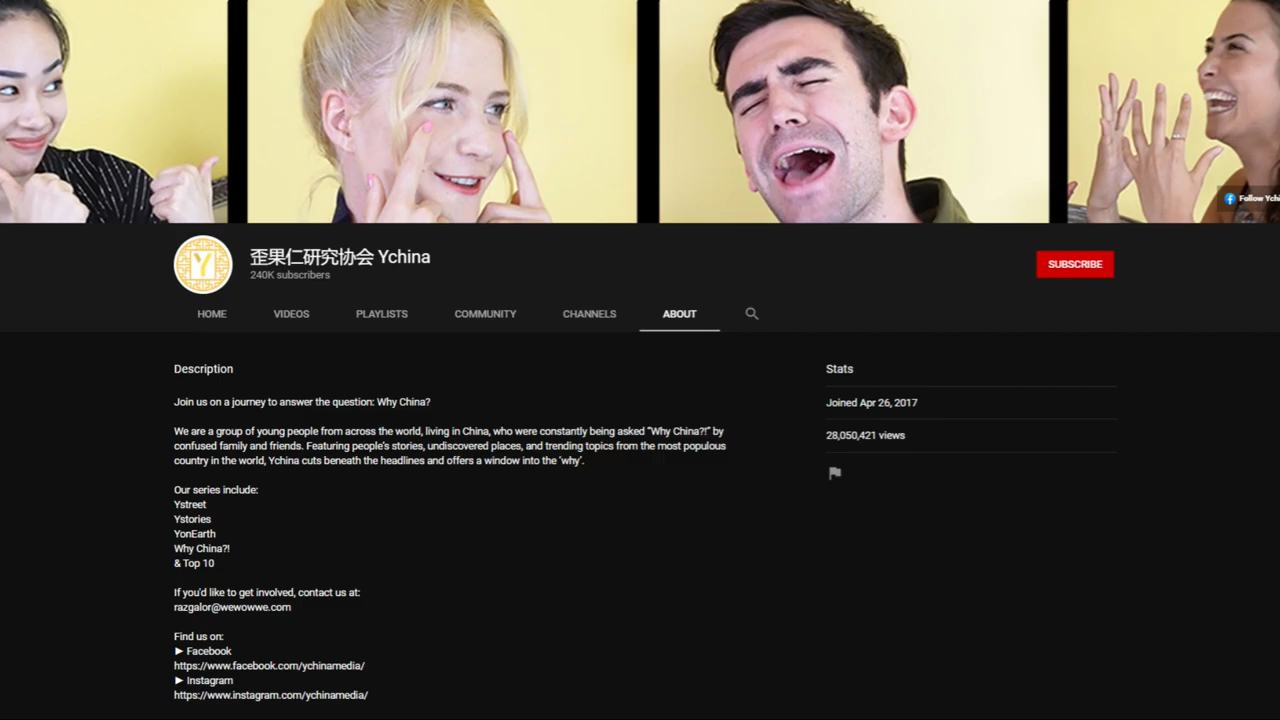 Follow Ychi
歪果仁研究协会 Ychina
240K subscribers
SUBSCRIBE
HOME VIDEOS PLAYLISTS COMMUNITY CHANNELS ABOUT
Description
Join us on a journey to answer the question: Why China?
We are a group of young people from across the world, living in China, who were constantly being asked “Why China?!” by
confused family and friends. Featuring people’s stories, undiscovered places, and trending topics from the most populous
country in the world, Ychina cuts beneath the headlines and offers a window into the ‘why’.
Our series include:
Ystreet
Ystories
YonEarth
Why China?!
& Top 10
If you'd like to get involved, contact us at:
razgalor@wewowwe.com
Find us on:
► Facebook
https://www.facebook.com/ychinamedia/
► Instagram
https://www.instagram.com/ychinamedia/
Stats
Joined Apr 26, 2017
28,050,421 views